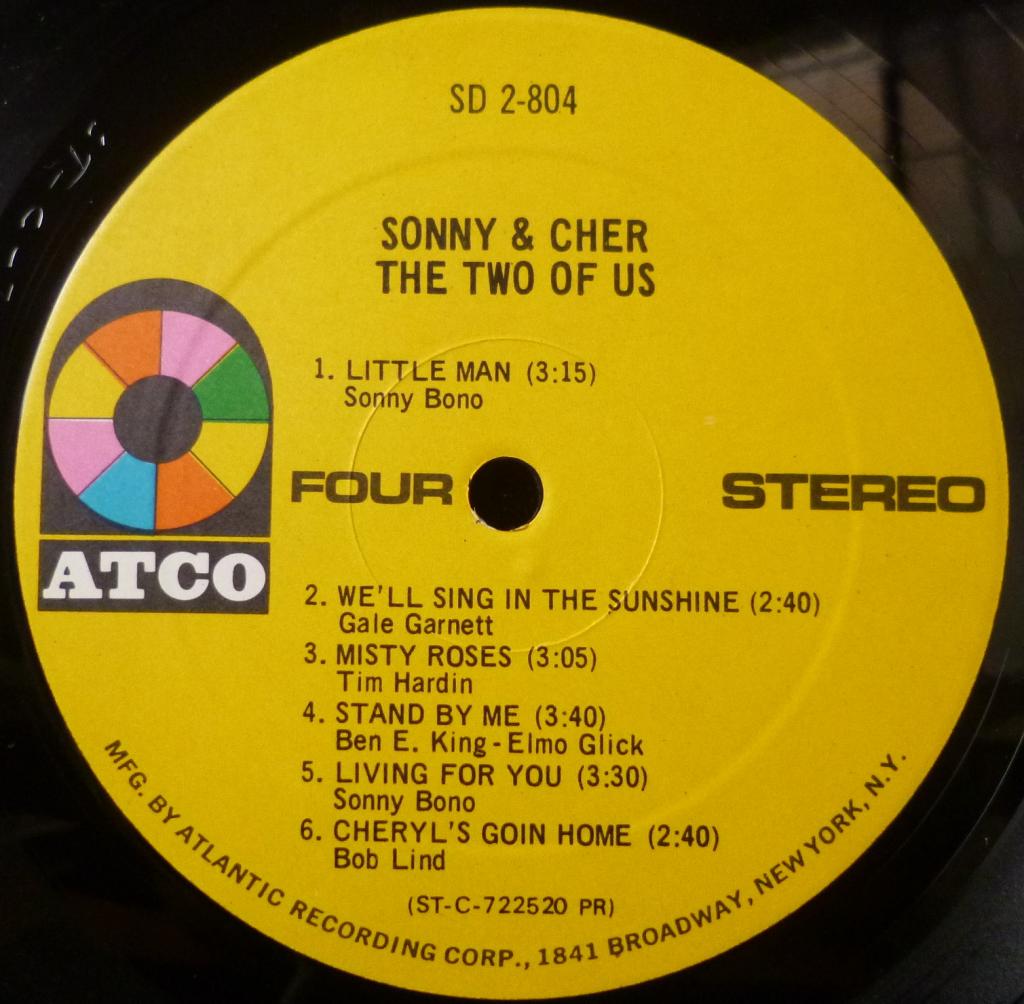 SD 2-804
SONNY & CHER
THE TWO OF US
1. LITTLE MAN (3:15)
Sonny Bono
FOUR
STEREO
ATCO
2. WE'LL SING IN THE SUNSHINE (2:40)
Gale Garnett
3. MISTY ROSES (3:05)
Tim Hardin
4. STAND BY ME (3:40)
Ben E. King - Elmo Glick
5. LIVING FOR YOU (3:30)
Sonny Bono
6. CHERYL'S GOIN HOME (2:40)
Bob Lind
(ST-C-722520 PR)
MFG. BY ATLANTIC RECORDING CORP., 1841 BROADWAY, NEW YORK, N.Y.